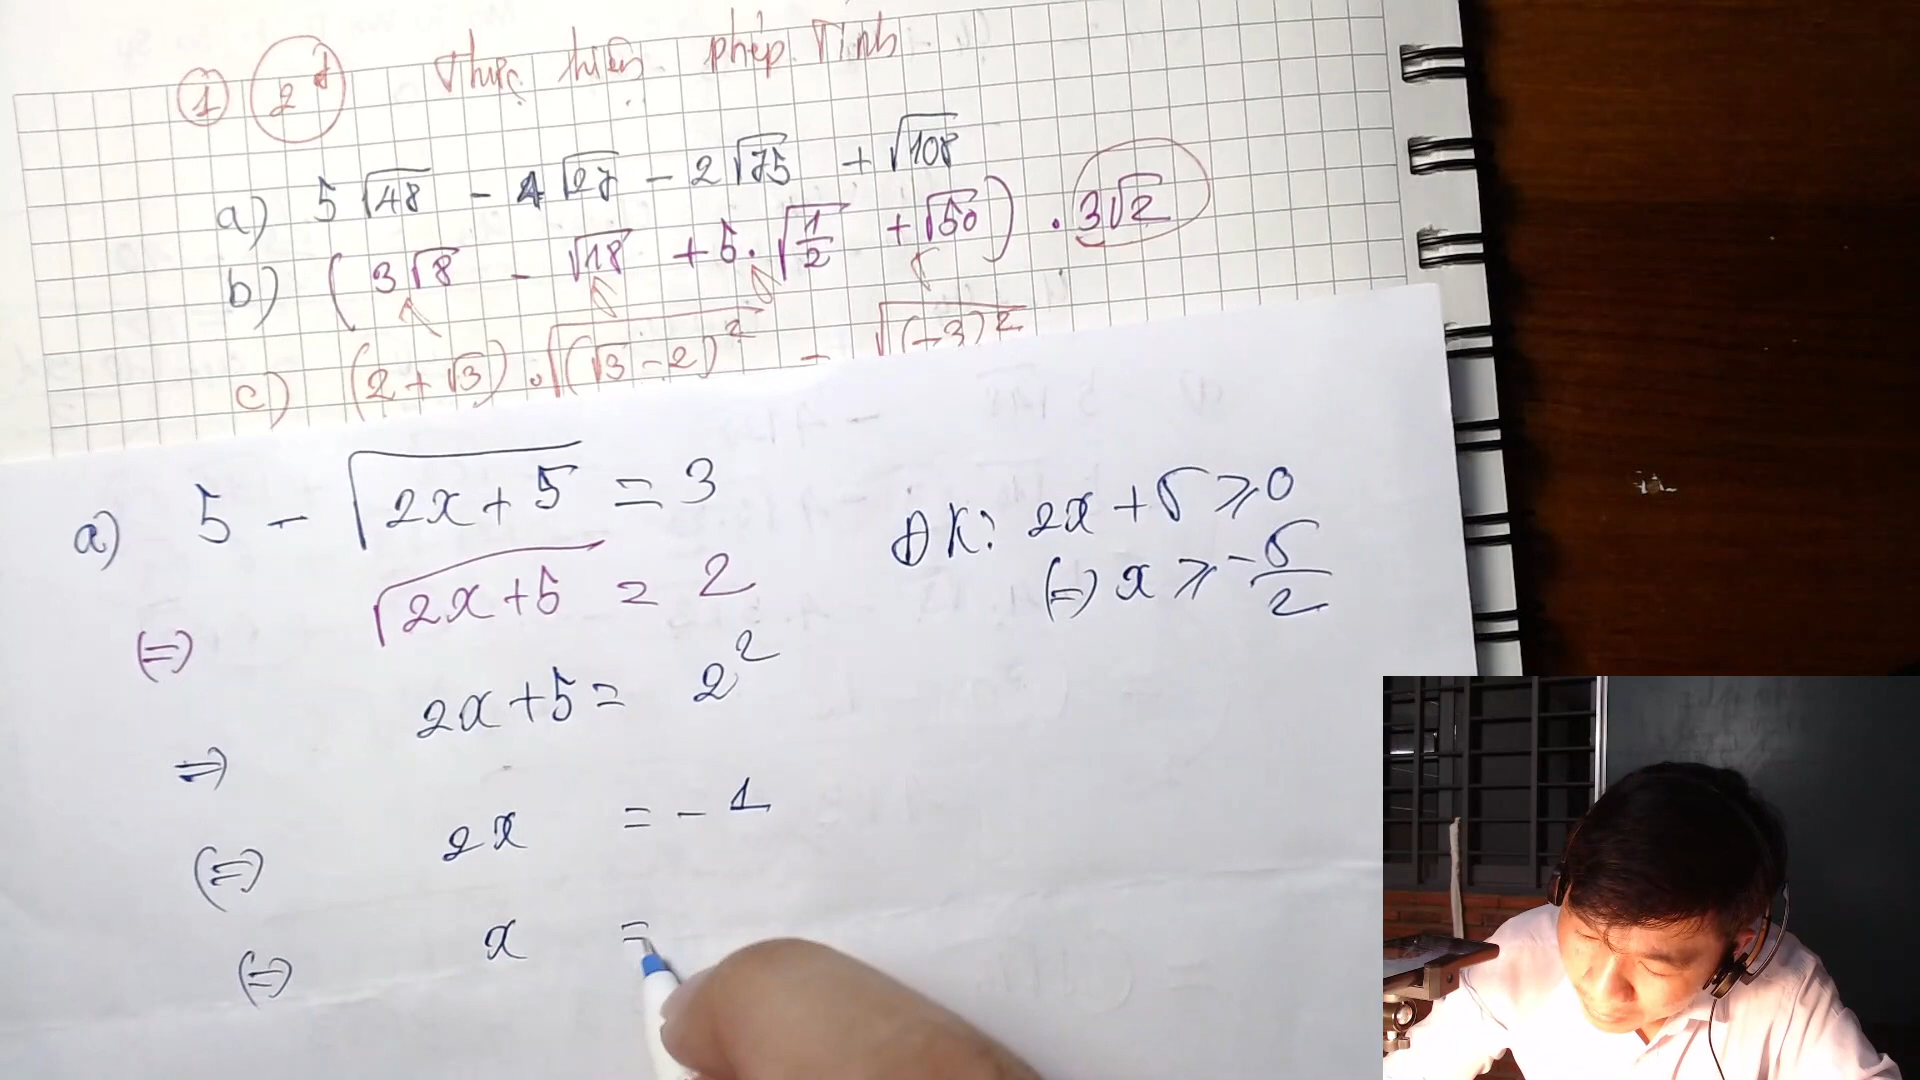 ① 2đ Thực hiện phép tính
a) 5√48 - 4√27 - 2√75 + √108
b) (3√8 - √18 + 5.√(1/2) + √50) . 3√2
c) (2 + √3) . √((√3 - 2)²) - √((-3)²)
a) 5 - √(2x + 5) = 3
ĐK: 2x + 5 ⩾ 0
(=) x ⩾ -5/2
(=) √(2x + 5) = 2
=> 2x + 5 = 2²
(=) 2x = -1
(=) x =